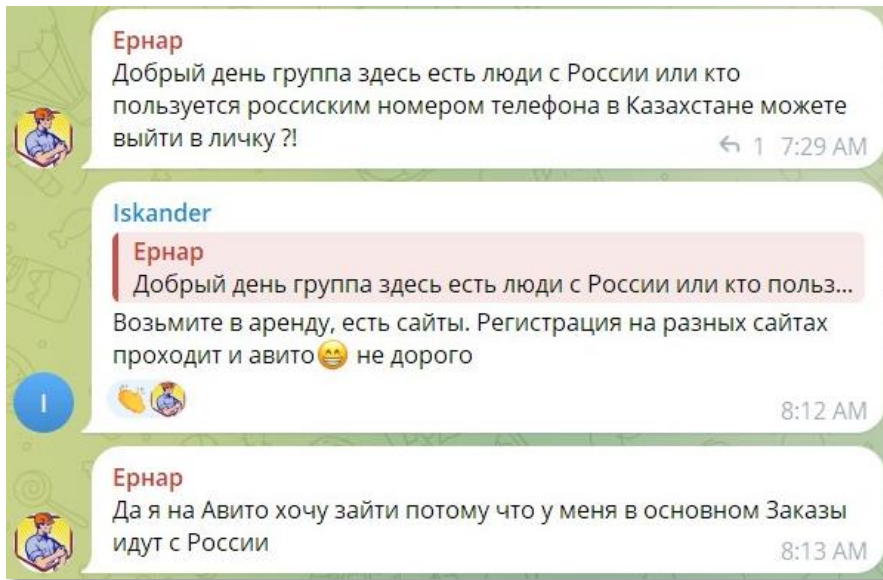 Ернар
Добрый день группа здесь есть люди с России или кто
пользуется россиским номером телефона в Казахстане можете
выйти в личку ?!
1 7:29 AM
Iskander
Ернар
Добрый день группа здесь есть люди с России или кто польз...
Возьмите в аренду, есть сайты. Регистрация на разных сайтах
проходит и авито😁 не дорого
I
8:12 AM
Ернар
Да я на Авито хочу зайти потому что у меня в основном Заказы
идут с России
8:13 AM